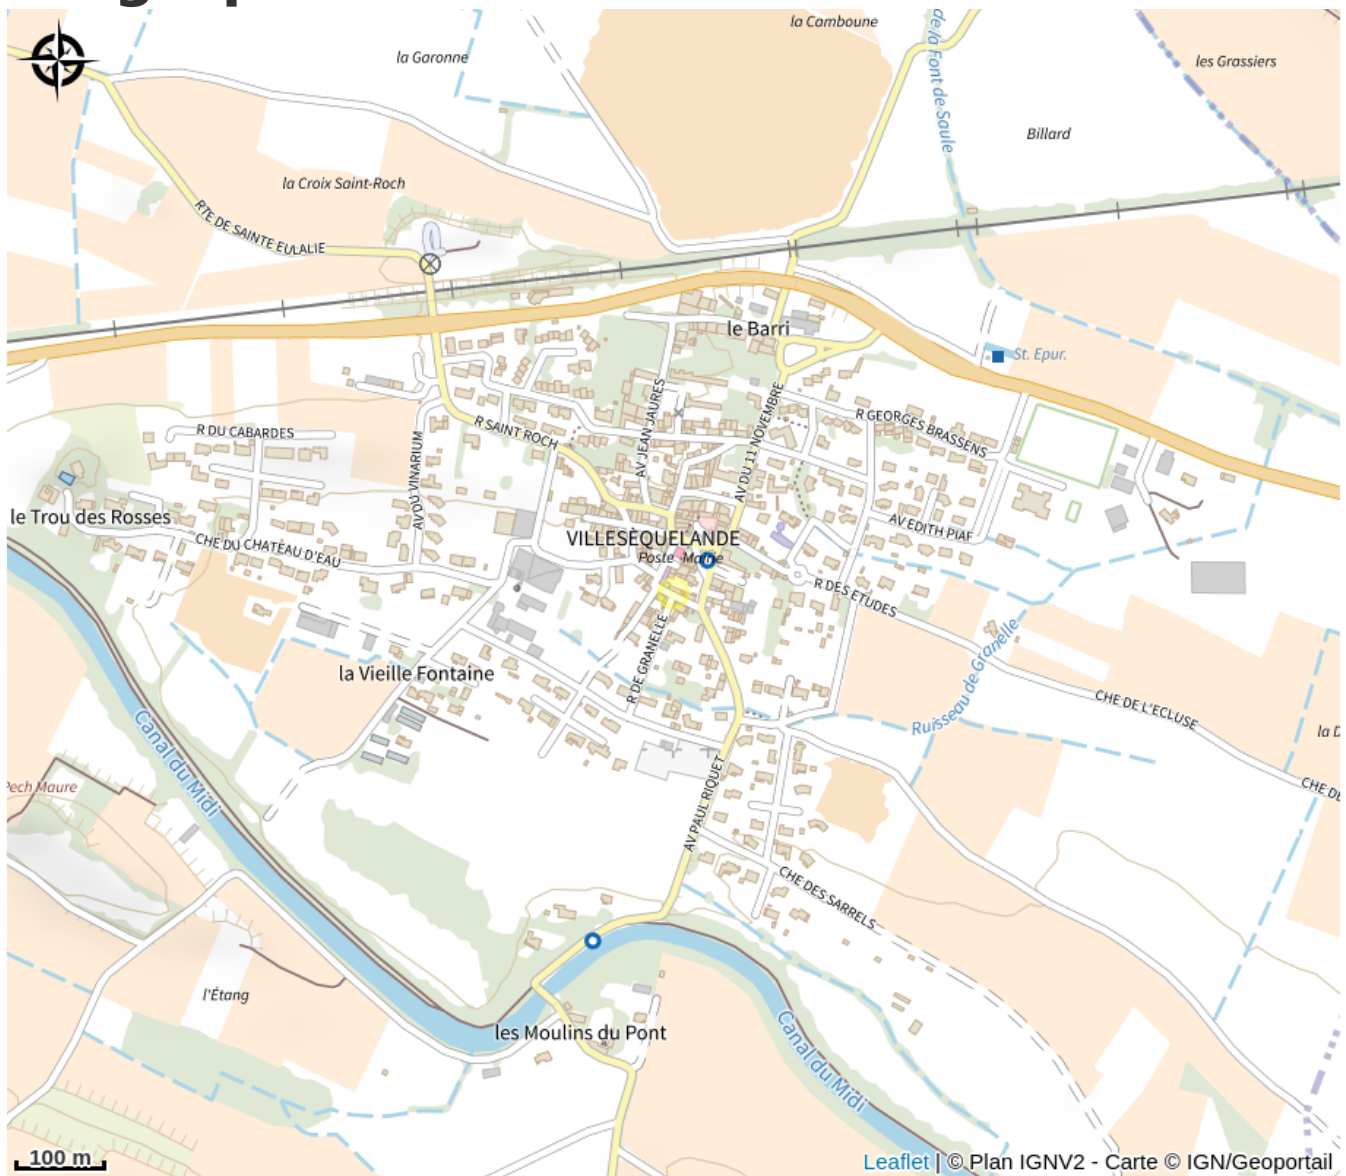 la Camboune
la Garonne
de la Font de Saule
les Grassiers
Billard
la Croix Saint-Roch
RTE DE SAINTE EULALIE
le Barri
St. Epur.
AV JEAN JAURES
AV DU 11 NOVEMBRE
R GEORGES BRASSENS
R SAINT ROCH
R DU CABARDES
AV DU VINARIUM
le Trou des Rosses
AV EDITH PIAF
CHE DU CHATEAU D'EAU
VILLESÈQUELANDE
Poste Mairie
R DES ETUDES
R DE GRANELLE
Ruisseau de Granelle
la Vieille Fontaine
CHE DE L'ECLUSE
la D
Canal du Midi
Pech Maure
CHE DE
AV PAUL RIQUET
CHE DES SARRELS
l'Étang
les Moulins du Pont
Canal du Midi
100 m
Leaflet | © Plan IGNV2 - Carte © IGN/Geoportail